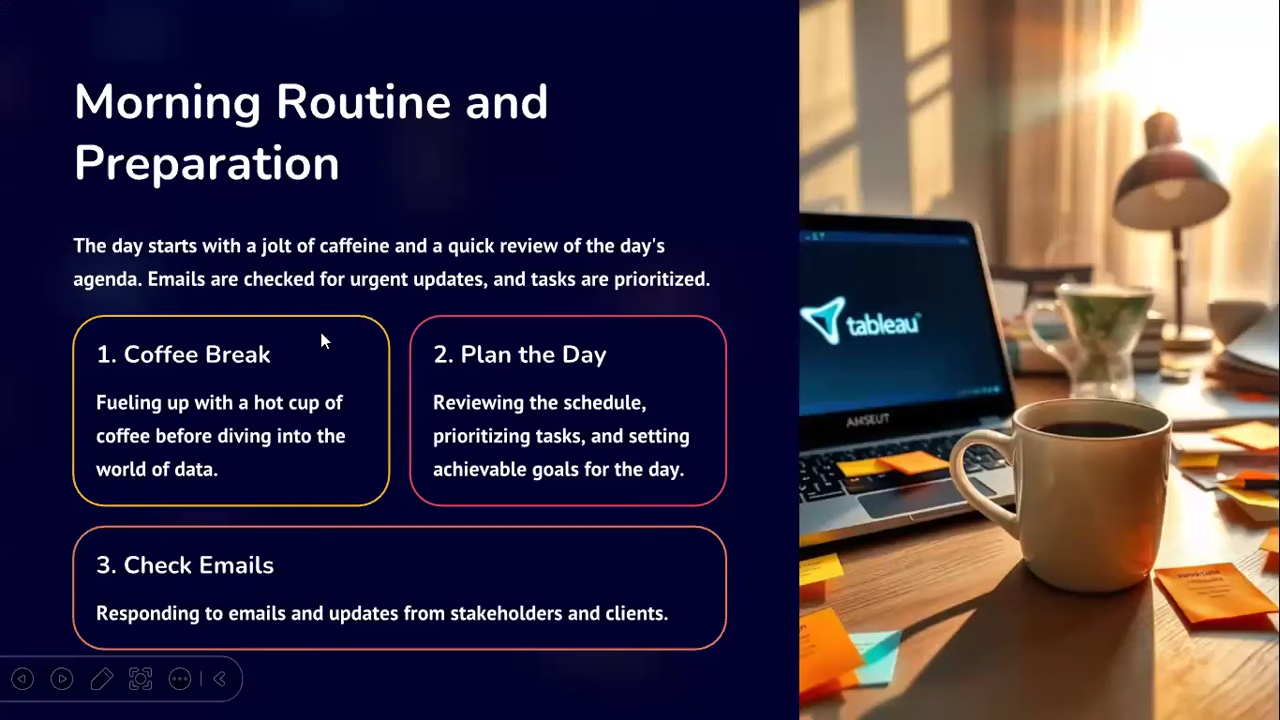 Morning Routine and
Preparation
The day starts with a jolt of caffeine and a quick review of the day's
agenda. Emails are checked for urgent updates, and tasks are prioritized.
1. Coffee Break
Fueling up with a hot cup of
coffee before diving into the
world of data.
2. Plan the Day
Reviewing the schedule,
prioritizing tasks, and setting
achievable goals for the day.
3. Check Emails
Responding to emails and updates from stakeholders and clients.
tableau